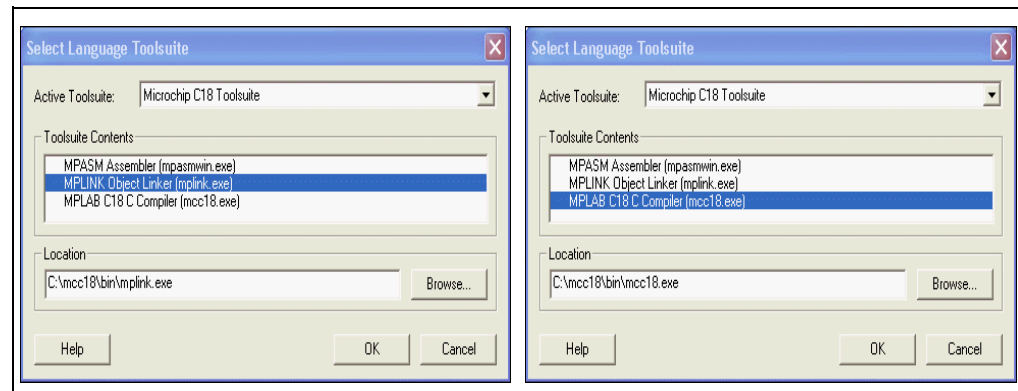 Select Language Toolsuite
Active Toolsuite: Microchip C18 Toolsuite
Toolsuite Contents
MPASM Assembler (mpasmwin.exe)
MPLINK Object Linker (mplink.exe)
MPLAB C18 C Compiler (mcc18.exe)
Location
C:\mcc18\bin\mplink.exe Browse...
Help OK Cancel
Select Language Toolsuite
Active Toolsuite: Microchip C18 Toolsuite
Toolsuite Contents
MPASM Assembler (mpasmwin.exe)
MPLINK Object Linker (mplink.exe)
MPLAB C18 C Compiler (mcc18.exe)
Location
C:\mcc18\bin\mcc18.exe Browse...
Help OK Cancel